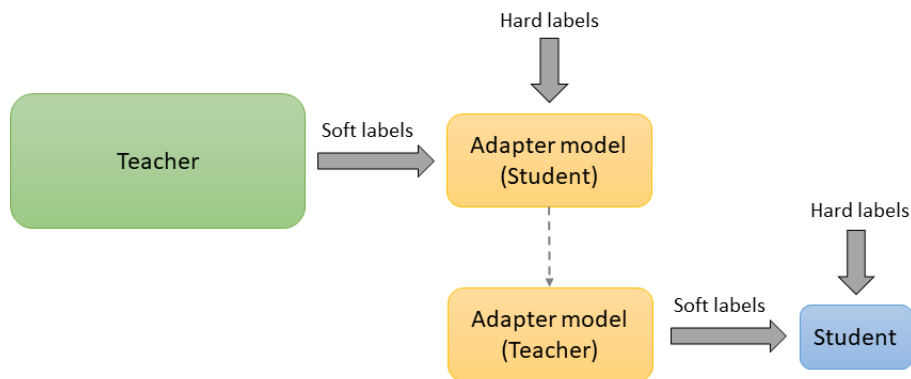 Hard labels
Teacher
Soft labels
Adapter model
(Student)
Hard labels
Adapter model
(Teacher)
Soft labels
Student